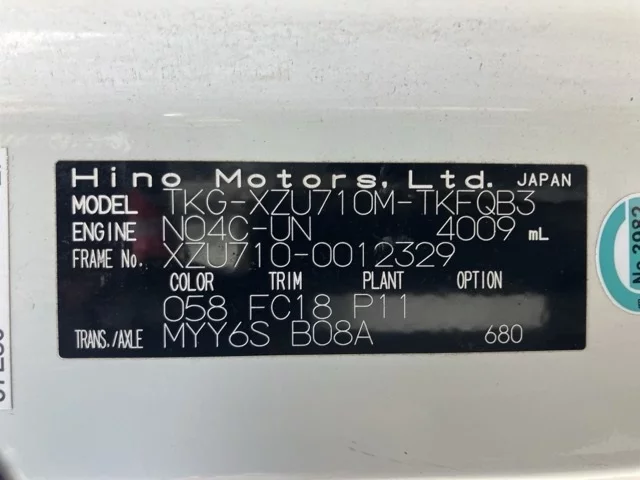 Hino Motors, Ltd. JAPAN
MODEL TKG-XZU710M-TKFQB3
ENGINE N04C-UN 4009 mL
FRAME No. XZU710-0012329
COLOR TRIM PLANT OPTION
058 FC18 P11
TRANS./AXLE MYY6S B08A 680